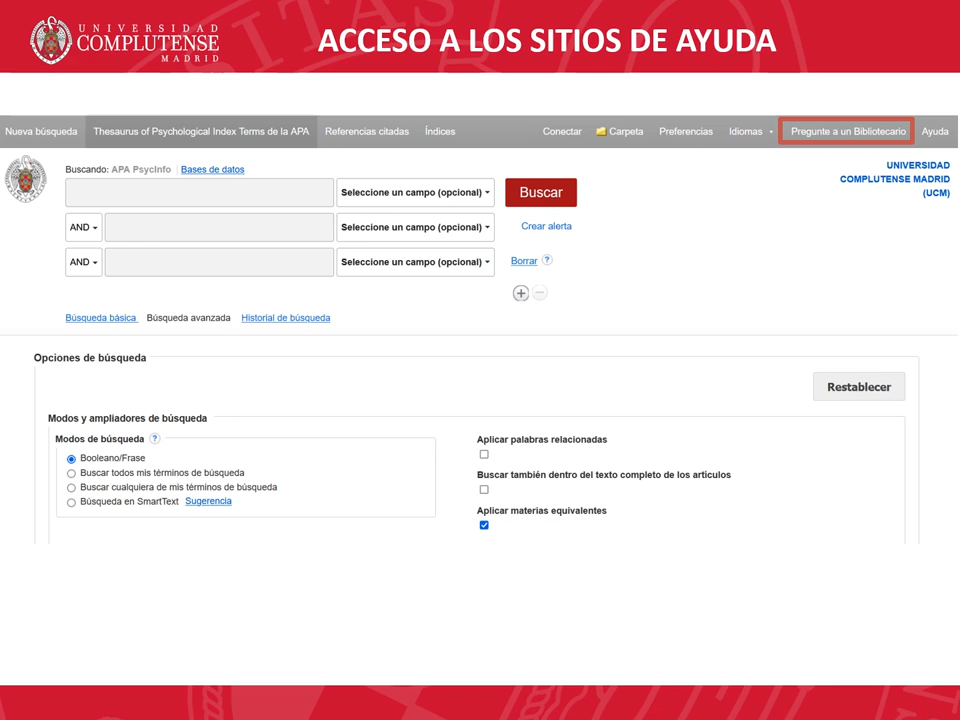 UNIVERSIDAD
COMPLUTENSE
MADRID
ACCESO A LOS SITIOS DE AYUDA
Nueva búsqueda Thesaurus of Psychological Index Terms de la APA Referencias citadas Índices Conectar Carpeta Preferencias Idiomas Pregunte a un Bibliotecario Ayuda
Buscando: APA PsycInfo Bases de datos
UNIVERSIDAD
COMPLUTENSE MADRID
(UCM)
Seleccione un campo (opcional) Buscar
AND Seleccione un campo (opcional) Crear alerta
AND Seleccione un campo (opcional) Borrar ?
Búsqueda básica Búsqueda avanzada Historial de búsqueda
Opciones de búsqueda
Restablecer
Modos y ampliadores de búsqueda
Modos de búsqueda ?
Booleano/Frase
Buscar todos mis términos de búsqueda
Buscar cualquiera de mis términos de búsqueda
Búsqueda en SmartText Sugerencia
Aplicar palabras relacionadas
Buscar también dentro del texto completo de los artículos
Aplicar materias equivalentes